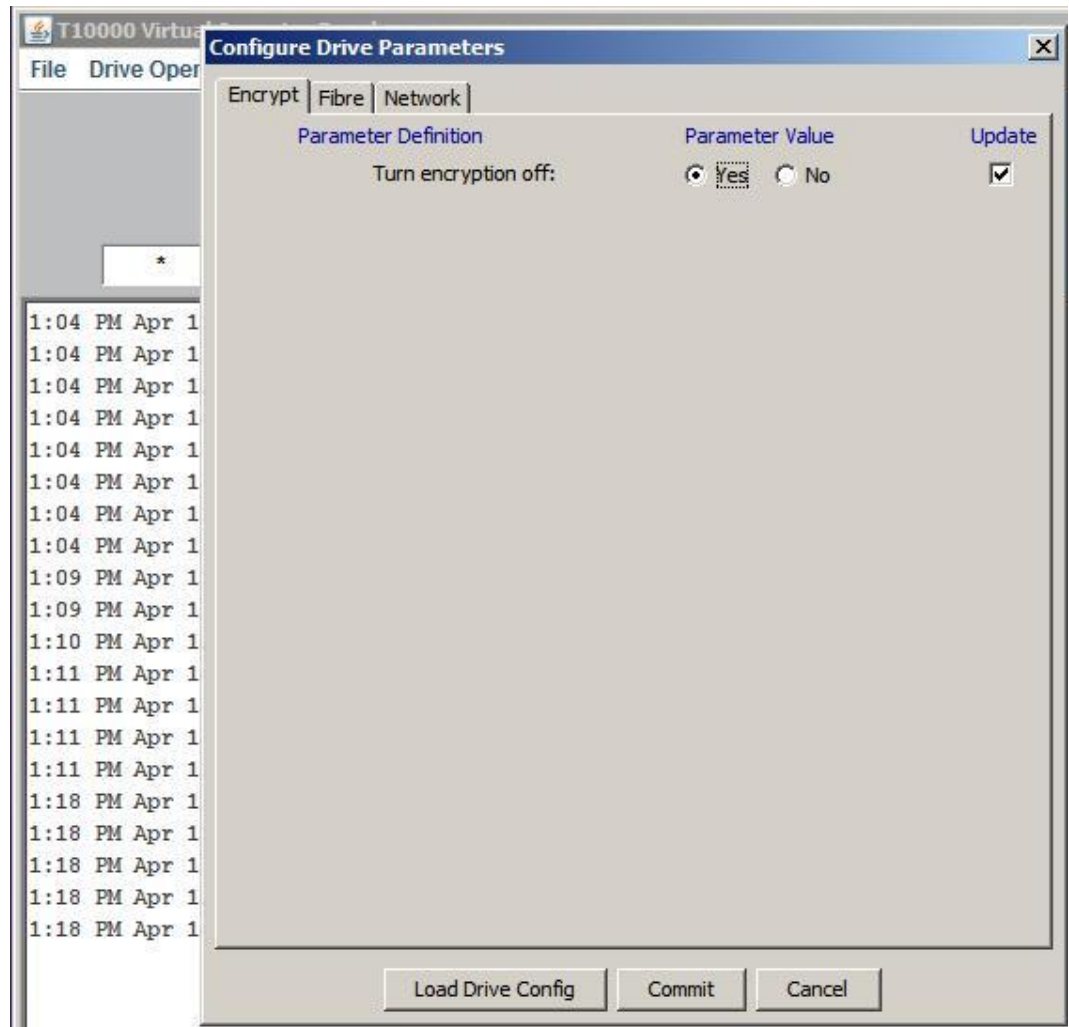 T10000 Virtua
Configure Drive Parameters
File Drive Oper
Encrypt Fibre Network
Parameter Definition Parameter Value Update
Turn encryption off: Yes No
*
1:04 PM Apr 1
1:04 PM Apr 1
1:04 PM Apr 1
1:04 PM Apr 1
1:04 PM Apr 1
1:04 PM Apr 1
1:04 PM Apr 1
1:04 PM Apr 1
1:09 PM Apr 1
1:09 PM Apr 1
1:10 PM Apr 1
1:11 PM Apr 1
1:11 PM Apr 1
1:11 PM Apr 1
1:11 PM Apr 1
1:18 PM Apr 1
1:18 PM Apr 1
1:18 PM Apr 1
1:18 PM Apr 1
1:18 PM Apr 1
Load Drive Config Commit Cancel